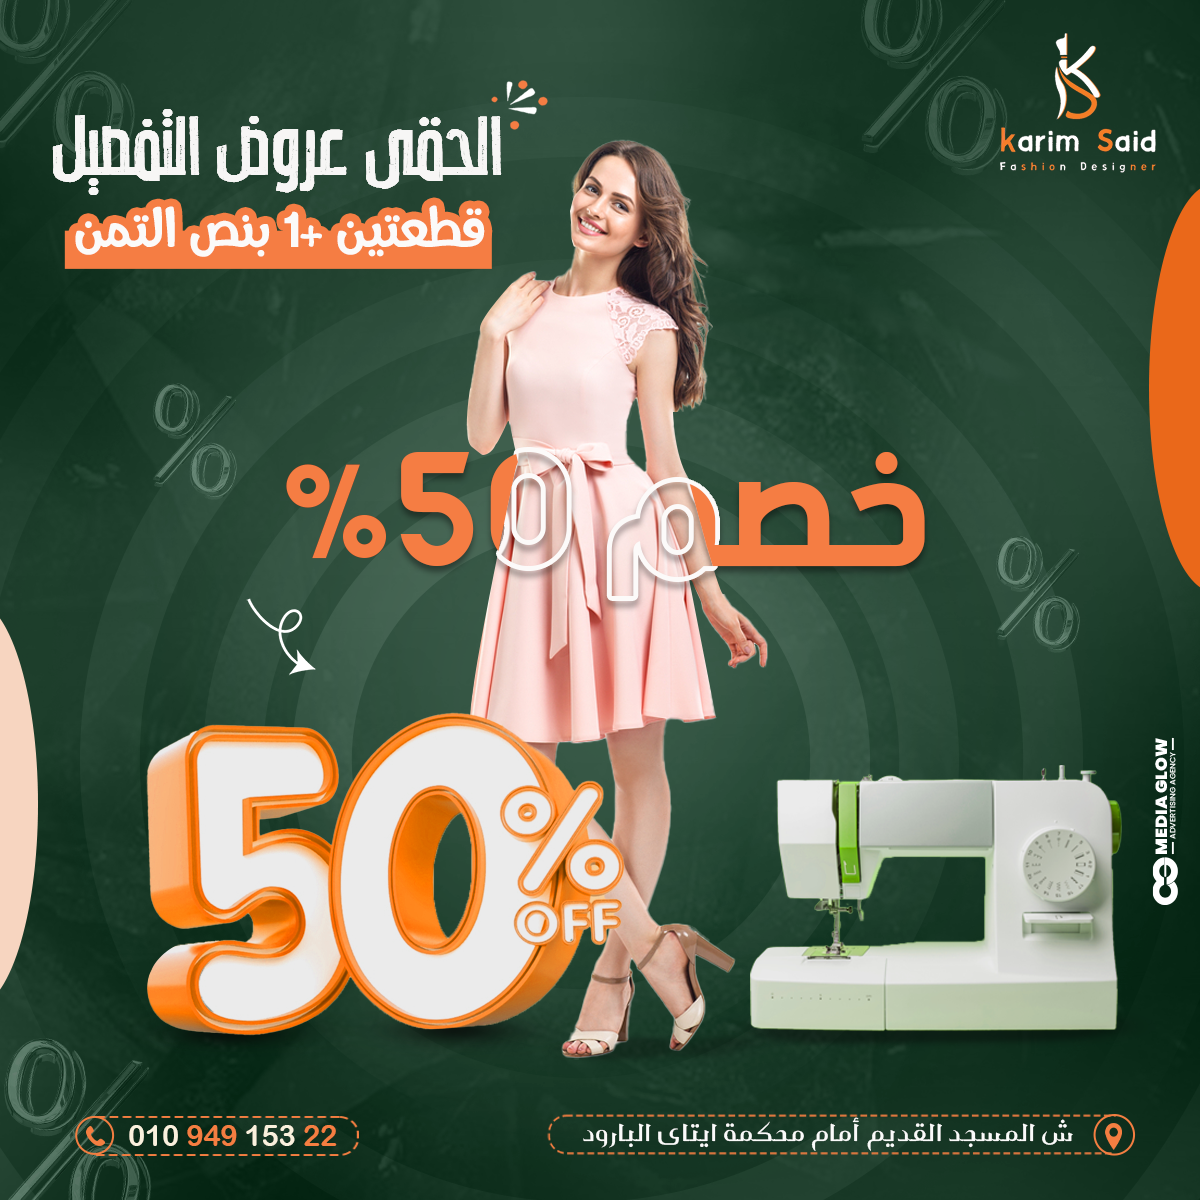 karim Said
Fashion Designer
الحقى عروض التفصيل
قطعتين +1 بنص التمن
خصم 50%
50%
OFF
MEDIA GLOW
ADVERTISING AGENCY
010 949 153 22
ش المسجد القديم أمام محكمة ايتاى البارود